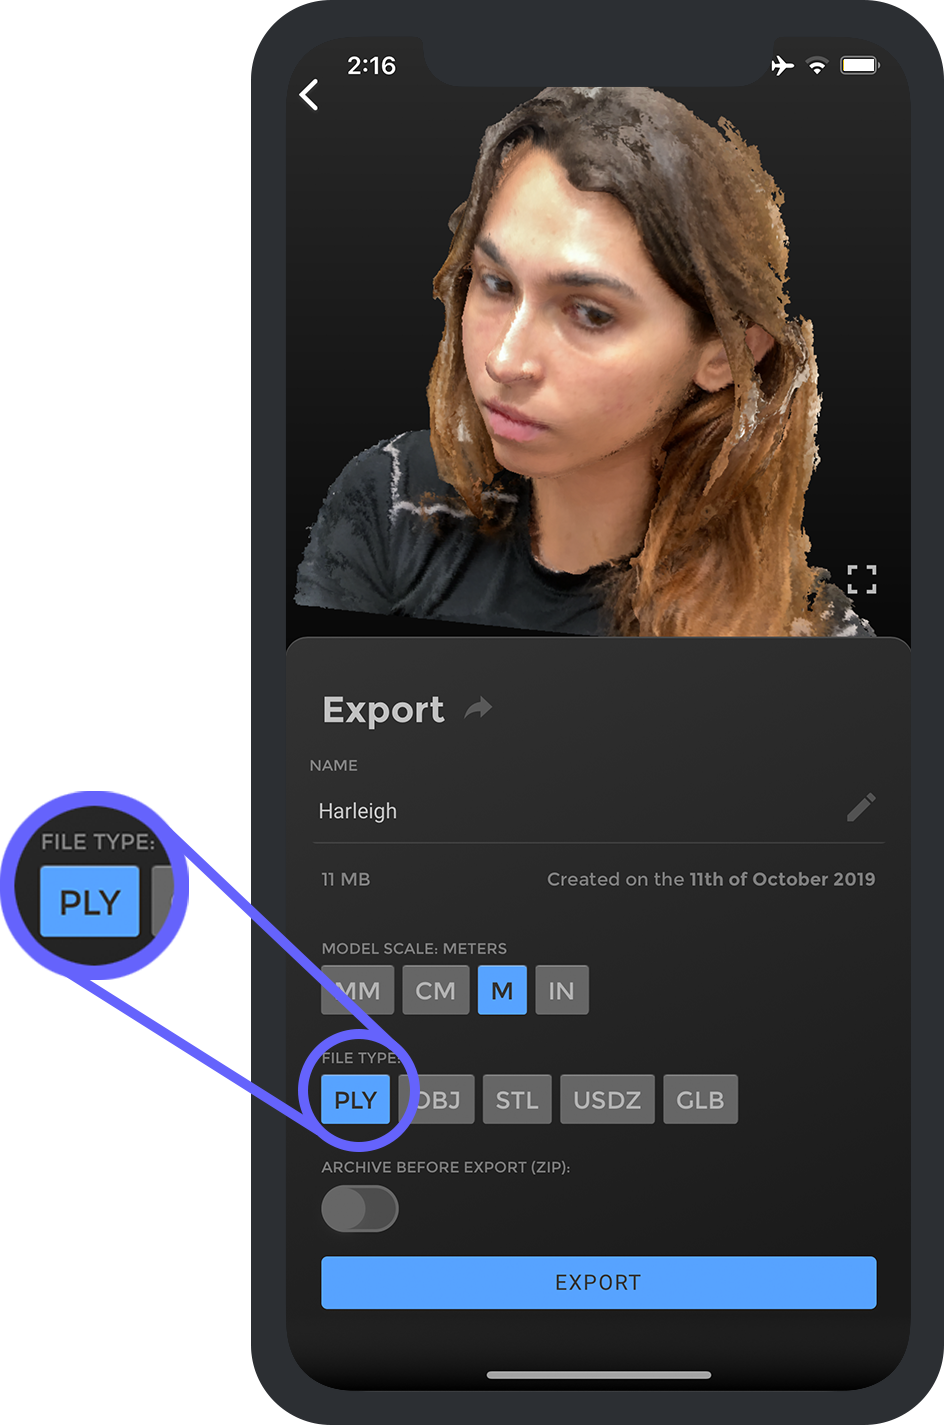 2:16
Export
NAME
Harleigh
11 MB Created on the 11th of October 2019
MODEL SCALE: METERS
MM CM M IN
FILE TYPE:
PLY OBJ STL USDZ GLB
ARCHIVE BEFORE EXPORT (ZIP):
EXPORT
FILE TYPE:
PLY